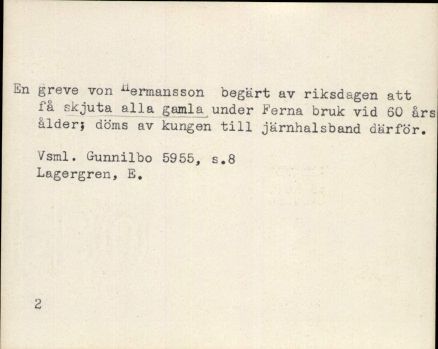 En greve von Hermansson begärt av riksdagen att
få skjuta alla gamla under Ferna bruk vid 60 års
ålder; döms av kungen till järnhalsband därför.
Vsml. Gunnilbo 5955, s.8
Lagergren, E.
2